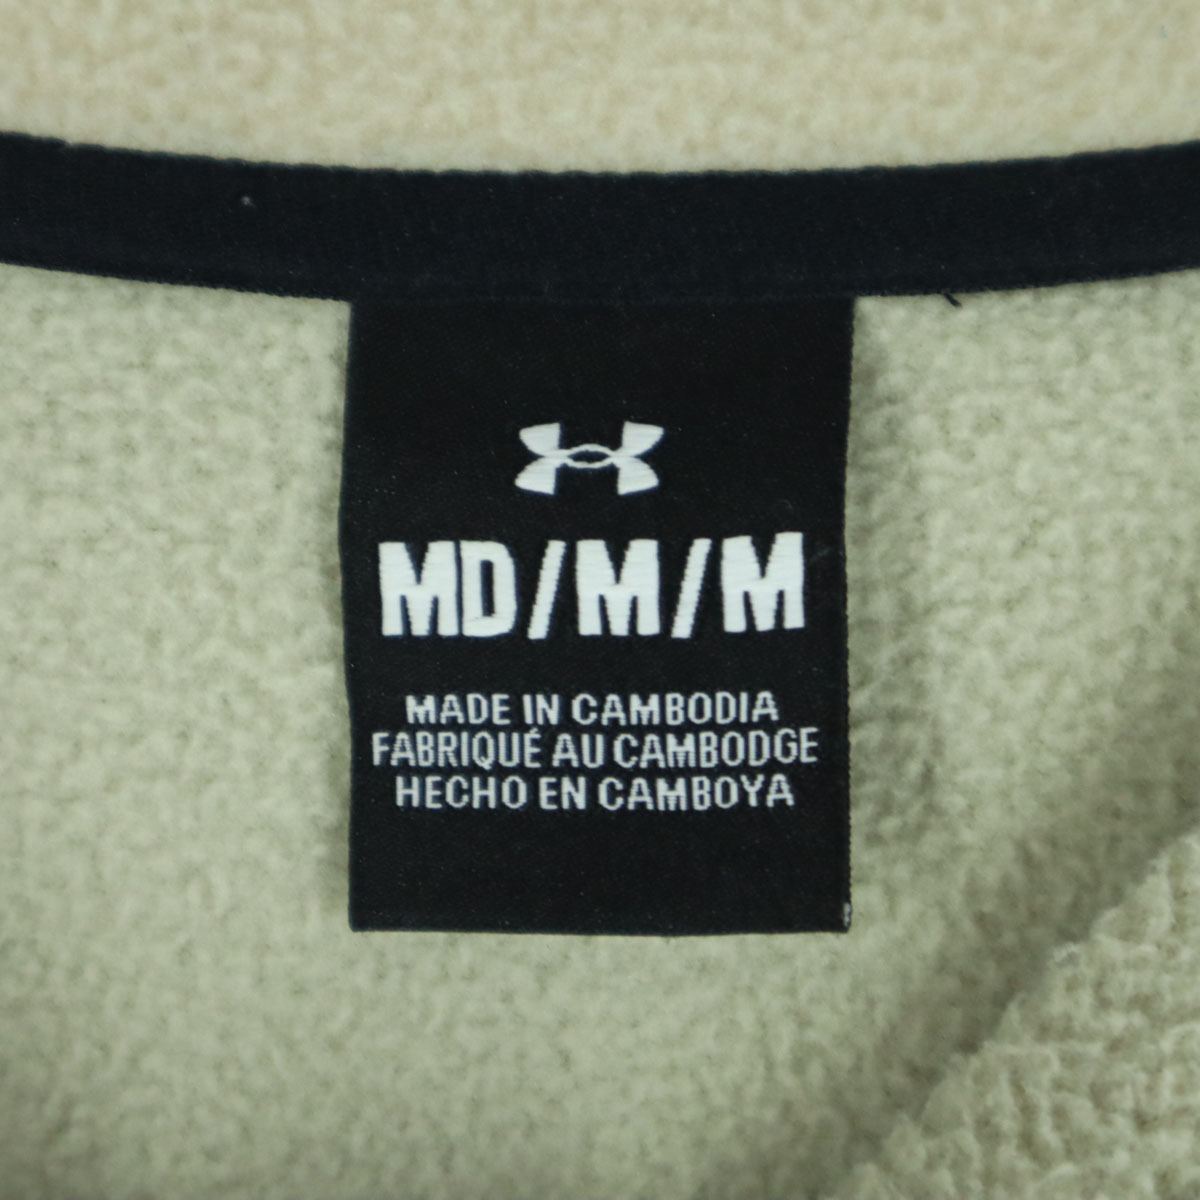 MD/M/M
MADE IN CAMBODIA
FABRIQUÉ AU CAMBODGE
HECHO EN CAMBOYA